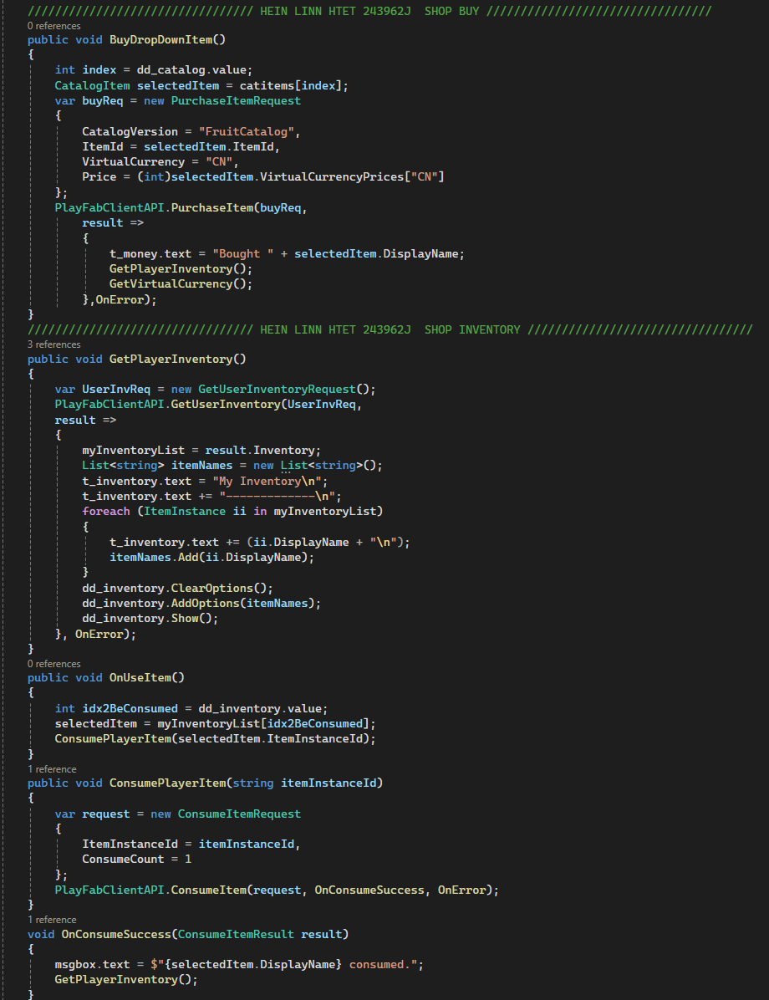 ///////////////////////////////// HEIN LINN HTET 243962J  SHOP BUY /////////////////////////////////
0 references
public void BuyDropDownItem()
{
    int index = dd_catalog.value;
    CatalogItem selectedItem = catitems[index];
    var buyReq = new PurchaseItemRequest
    {
        CatalogVersion = "FruitCatalog",
        ItemId = selectedItem.ItemId,
        VirtualCurrency = "CN",
        Price = (int)selectedItem.VirtualCurrencyPrices["CN"]
    };
    PlayFabClientAPI.PurchaseItem(buyReq,
        result =>
        {
            t_money.text = "Bought " + selectedItem.DisplayName;
            GetPlayerInventory();
            GetVirtualCurrency();
        },OnError);
}
///////////////////////////////// HEIN LINN HTET 243962J  SHOP INVENTORY /////////////////////////////////
3 references
public void GetPlayerInventory()
{
    var UserInvReq = new GetUserInventoryRequest();
    PlayFabClientAPI.GetUserInventory(UserInvReq,
    result =>
    {
        myInventoryList = result.Inventory;
        List<string> itemNames = new List<string>();
        t_inventory.text = "My Inventory\n";
        t_inventory.text += "-------------\n";
        foreach (ItemInstance ii in myInventoryList)
        {
            t_inventory.text += (ii.DisplayName + "\n");
            itemNames.Add(ii.DisplayName);
        }
        dd_inventory.ClearOptions();
        dd_inventory.AddOptions(itemNames);
        dd_inventory.Show();
    }, OnError);
}
0 references
public void OnUseItem()
{
    int idx2BeConsumed = dd_inventory.value;
    selectedItem = myInventoryList[idx2BeConsumed];
    ConsumePlayerItem(selectedItem.ItemInstanceId);
}
1 reference
public void ConsumePlayerItem(string itemInstanceId)
{
    var request = new ConsumeItemRequest
    {
        ItemInstanceId = itemInstanceId,
        ConsumeCount = 1
    };
    PlayFabClientAPI.ConsumeItem(request, OnConsumeSuccess, OnError);
}
1 reference
void OnConsumeSuccess(ConsumeItemResult result)
{
    msgbox.text = $"{selectedItem.DisplayName} consumed.";
    GetPlayerInventory();
}